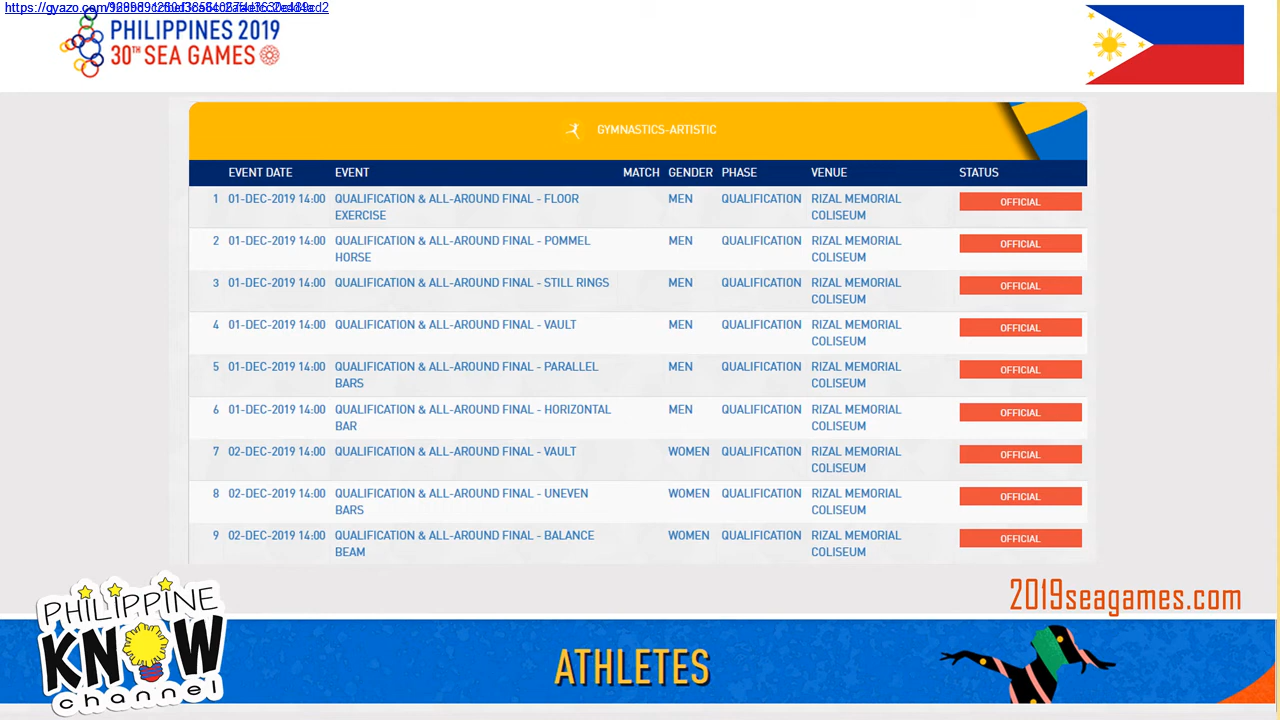 PHILIPPINES 2019
30TH SEA GAMES
GYMNASTICS-ARTISTIC
EVENT DATE EVENT MATCH GENDER PHASE VENUE STATUS
1 01-DEC-2019 14:00 QUALIFICATION & ALL-AROUND FINAL - FLOOR MEN QUALIFICATION RIZAL MEMORIAL OFFICIAL
EXERCISE COLISEUM
2 01-DEC-2019 14:00 QUALIFICATION & ALL-AROUND FINAL - POMMEL MEN QUALIFICATION RIZAL MEMORIAL OFFICIAL
HORSE COLISEUM
3 01-DEC-2019 14:00 QUALIFICATION & ALL-AROUND FINAL - STILL RINGS MEN QUALIFICATION RIZAL MEMORIAL OFFICIAL
COLISEUM
4 01-DEC-2019 14:00 QUALIFICATION & ALL-AROUND FINAL - VAULT MEN QUALIFICATION RIZAL MEMORIAL OFFICIAL
COLISEUM
5 01-DEC-2019 14:00 QUALIFICATION & ALL-AROUND FINAL - PARALLEL MEN QUALIFICATION RIZAL MEMORIAL OFFICIAL
BARS COLISEUM
6 01-DEC-2019 14:00 QUALIFICATION & ALL-AROUND FINAL - HORIZONTAL MEN QUALIFICATION RIZAL MEMORIAL OFFICIAL
BAR COLISEUM
7 02-DEC-2019 14:00 QUALIFICATION & ALL-AROUND FINAL - VAULT WOMEN QUALIFICATION RIZAL MEMORIAL OFFICIAL
COLISEUM
8 02-DEC-2019 14:00 QUALIFICATION & ALL-AROUND FINAL - UNEVEN WOMEN QUALIFICATION RIZAL MEMORIAL OFFICIAL
BARS COLISEUM
9 02-DEC-2019 14:00 QUALIFICATION & ALL-AROUND FINAL - BALANCE WOMEN QUALIFICATION RIZAL MEMORIAL OFFICIAL
BEAM COLISEUM
2019seagames.com
PHILIPPINE
KNOW
channel
ATHLETES